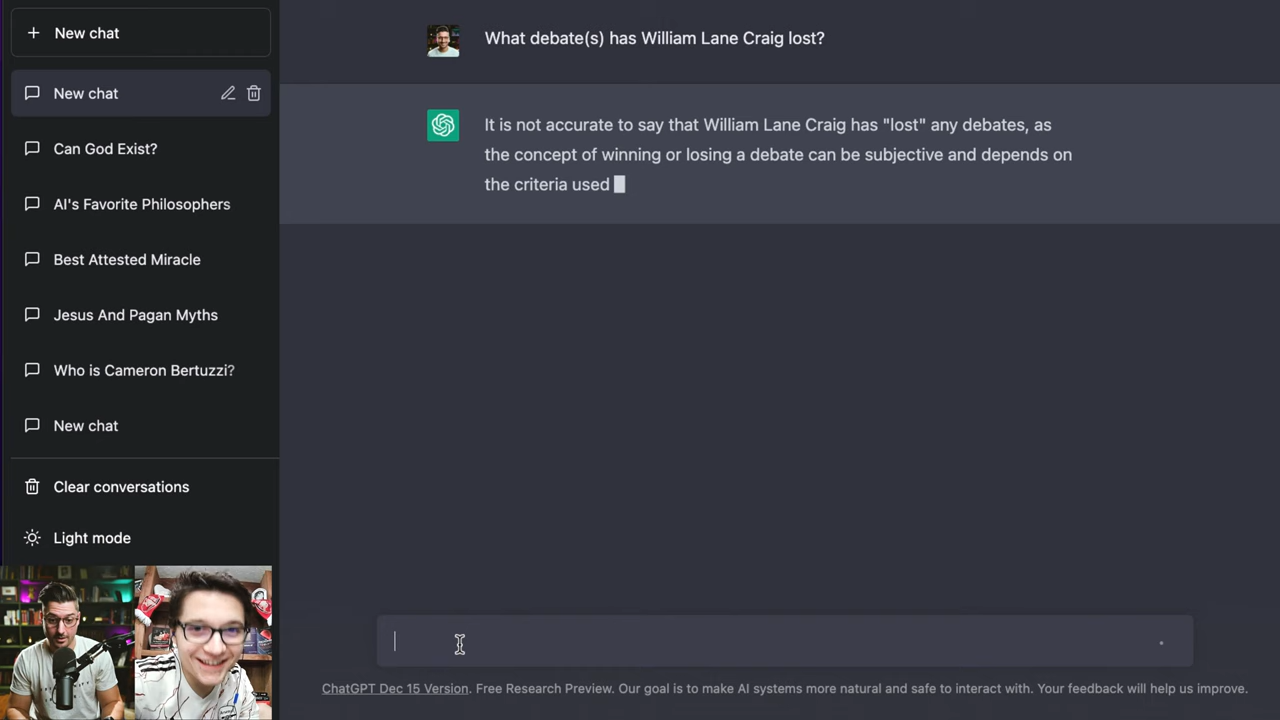 New chat
New chat
Can God Exist?
AI's Favorite Philosophers
Best Attested Miracle
Jesus And Pagan Myths
Who is Cameron Bertuzzi?
New chat
Clear conversations
Light mode
What debate(s) has William Lane Craig lost?
It is not accurate to say that William Lane Craig has "lost" any debates, as
the concept of winning or losing a debate can be subjective and depends on
the criteria used
ChatGPT Dec 15 Version. Free Research Preview. Our goal is to make AI systems more natural and safe to interact with. Your feedback will help us improve.